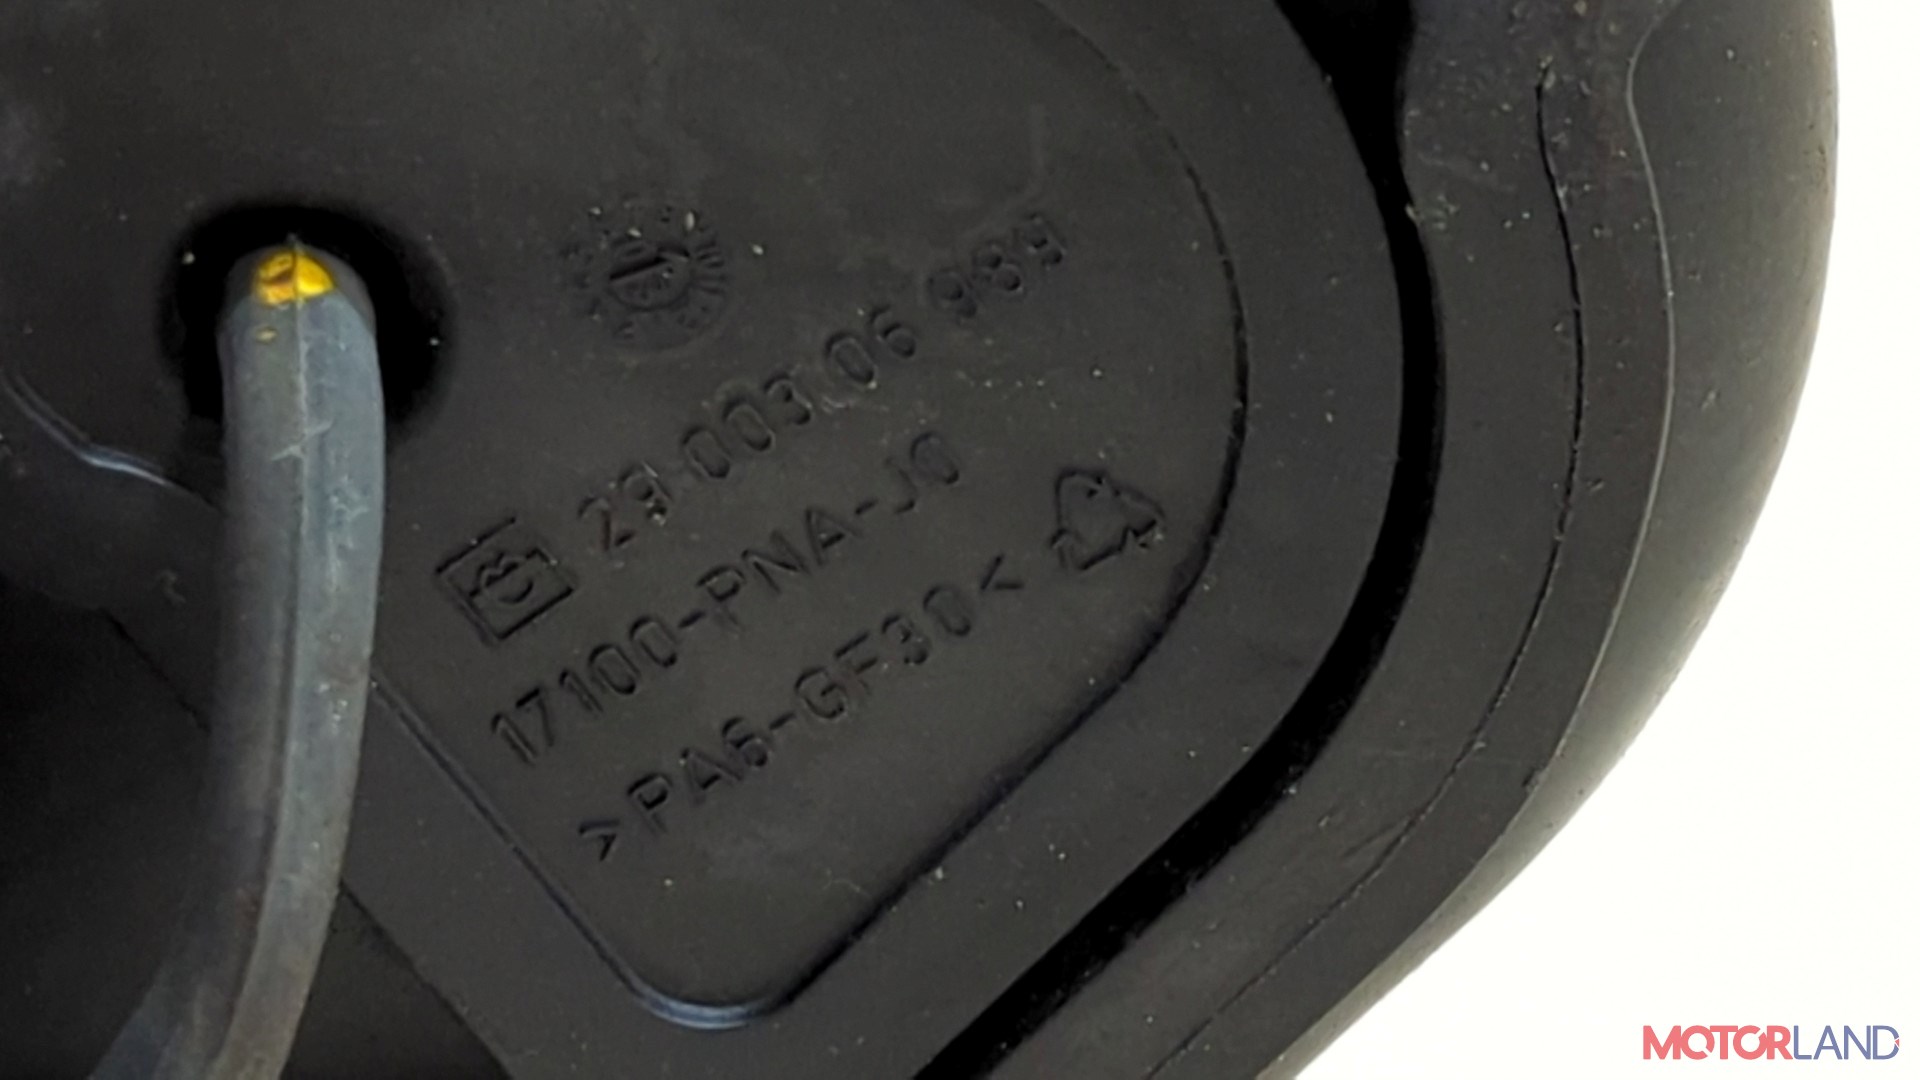 29 003 06 989
17100-PNA-J0
>PA6-GF30<
MOTORLAND